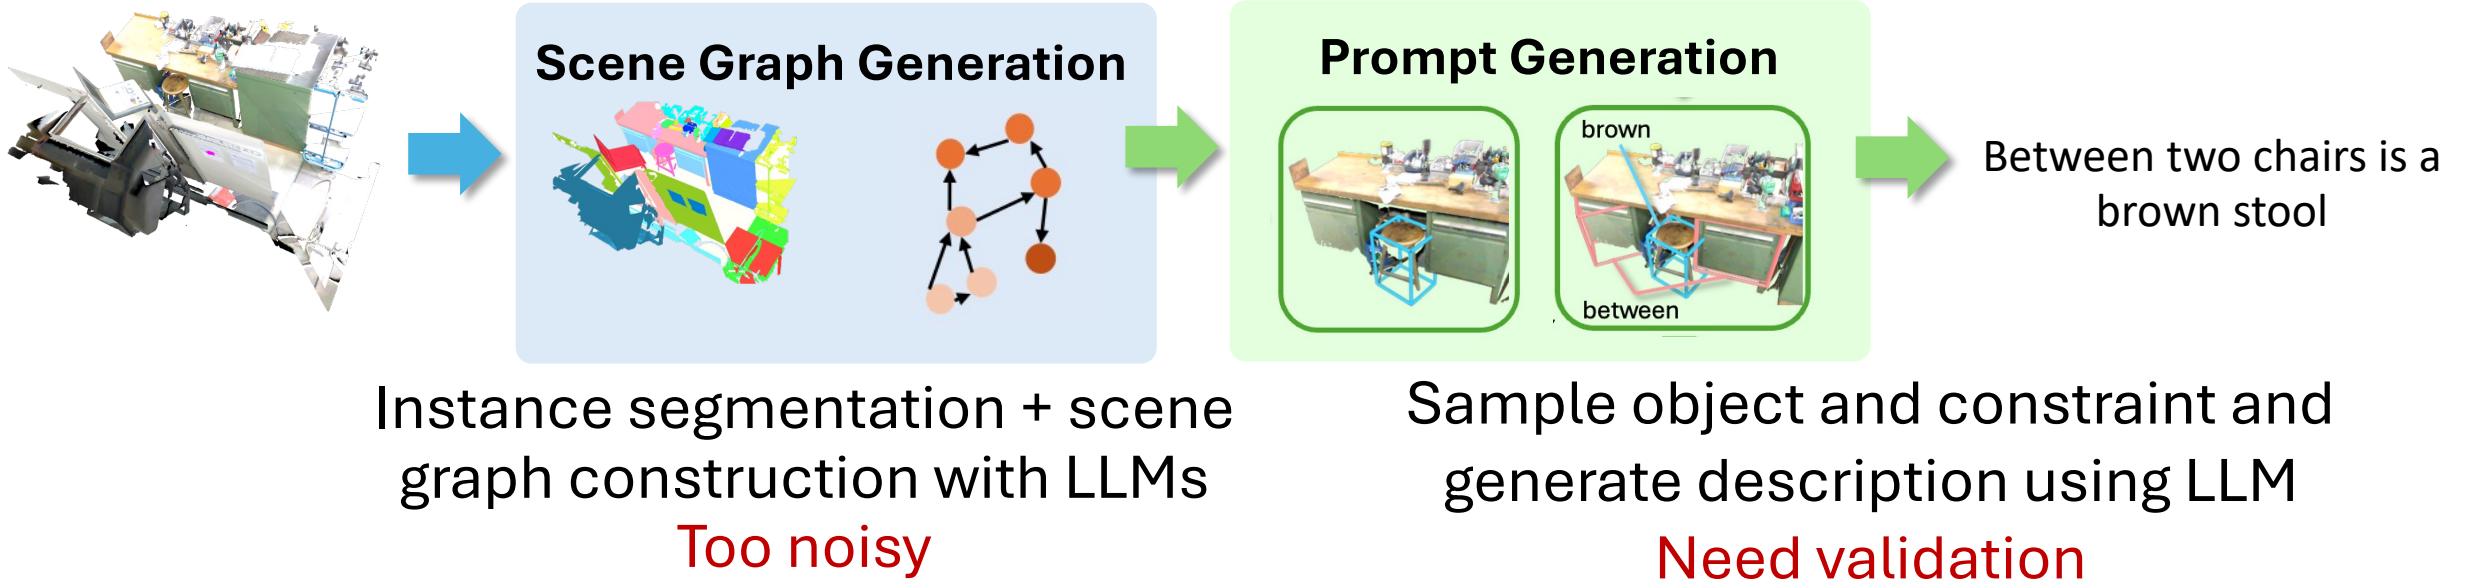 Scene Graph Generation
Prompt Generation
brown
between
Between two chairs is a
brown stool
Instance segmentation + scene
graph construction with LLMs
Too noisy
Sample object and constraint and
generate description using LLM
Need validation